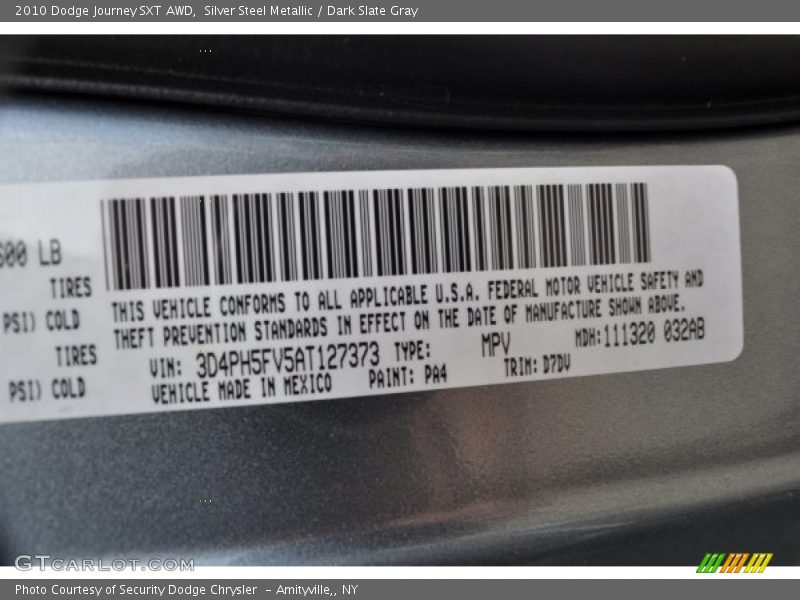 2010 Dodge Journey SXT AWD, Silver Steel Metallic / Dark Slate Gray
600 LB
TIRES
PSI) COLD
TIRES
PSI) COLD
THIS VEHICLE CONFORMS TO ALL APPLICABLE U.S.A. FEDERAL MOTOR VEHICLE SAFETY AND
THEFT PREVENTION STANDARDS IN EFFECT ON THE DATE OF MANUFACTURE SHOWN ABOVE.
VIN: 3D4PH5FV5AT127373 TYPE: MPV MDH:111320 032AB
VEHICLE MADE IN MEXICO PAINT: PA4 TRIM: D7DV
GTCARLOT.COM
Photo Courtesy of Security Dodge Chrysler - Amityville,, NY